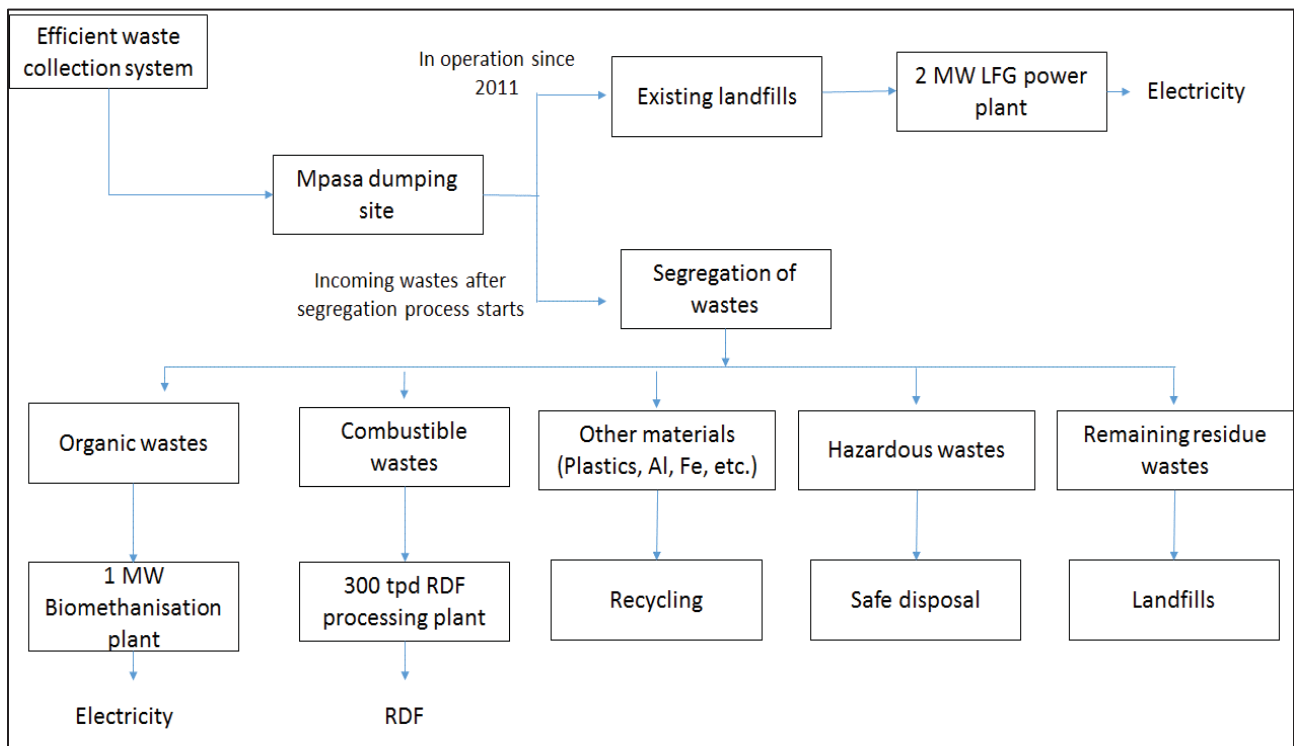 Efficient waste
collection system
In operation since
2011
Existing landfills
2 MW LFG power
plant
Electricity
Mpasa dumping
site
Incoming wastes after
segregation process starts
Segregation of
wastes
Organic wastes
Combustible
wastes
Other materials
(Plastics, Al, Fe, etc.)
Hazardous wastes
Remaining residue
wastes
1 MW
Biomethanisation
plant
300 tpd RDF
processing plant
Recycling
Safe disposal
Landfills
Electricity
RDF